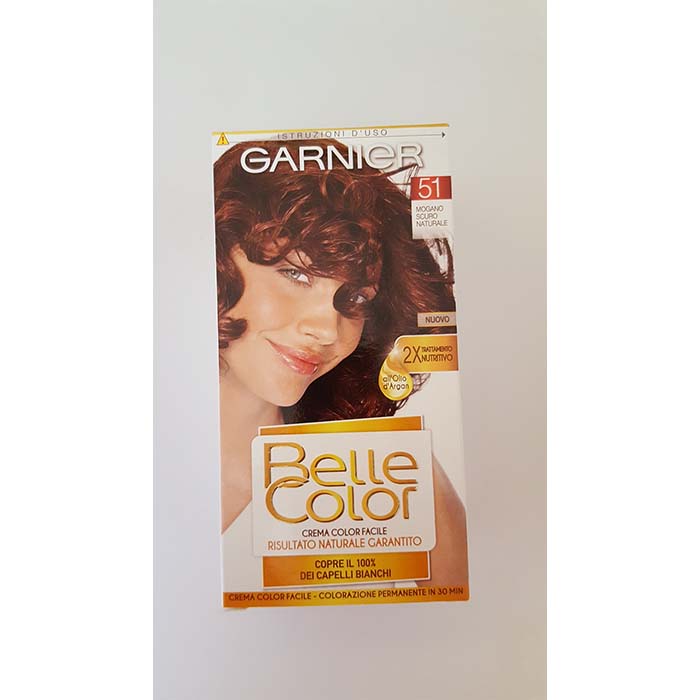 ISTRUZIONI D'USO
GARNIER
51
MOGANO
SCURO
NATURALE
NUOVO
2X TRATTAMENTO
NUTRITIVO
all'Olio
d'Argan
Belle
Color
CREMA COLOR FACILE
RISULTATO NATURALE GARANTITO
COPRE IL 100%
DEI CAPELLI BIANCHI
CREMA COLOR FACILE - COLORAZIONE PERMANENTE IN 30 MIN